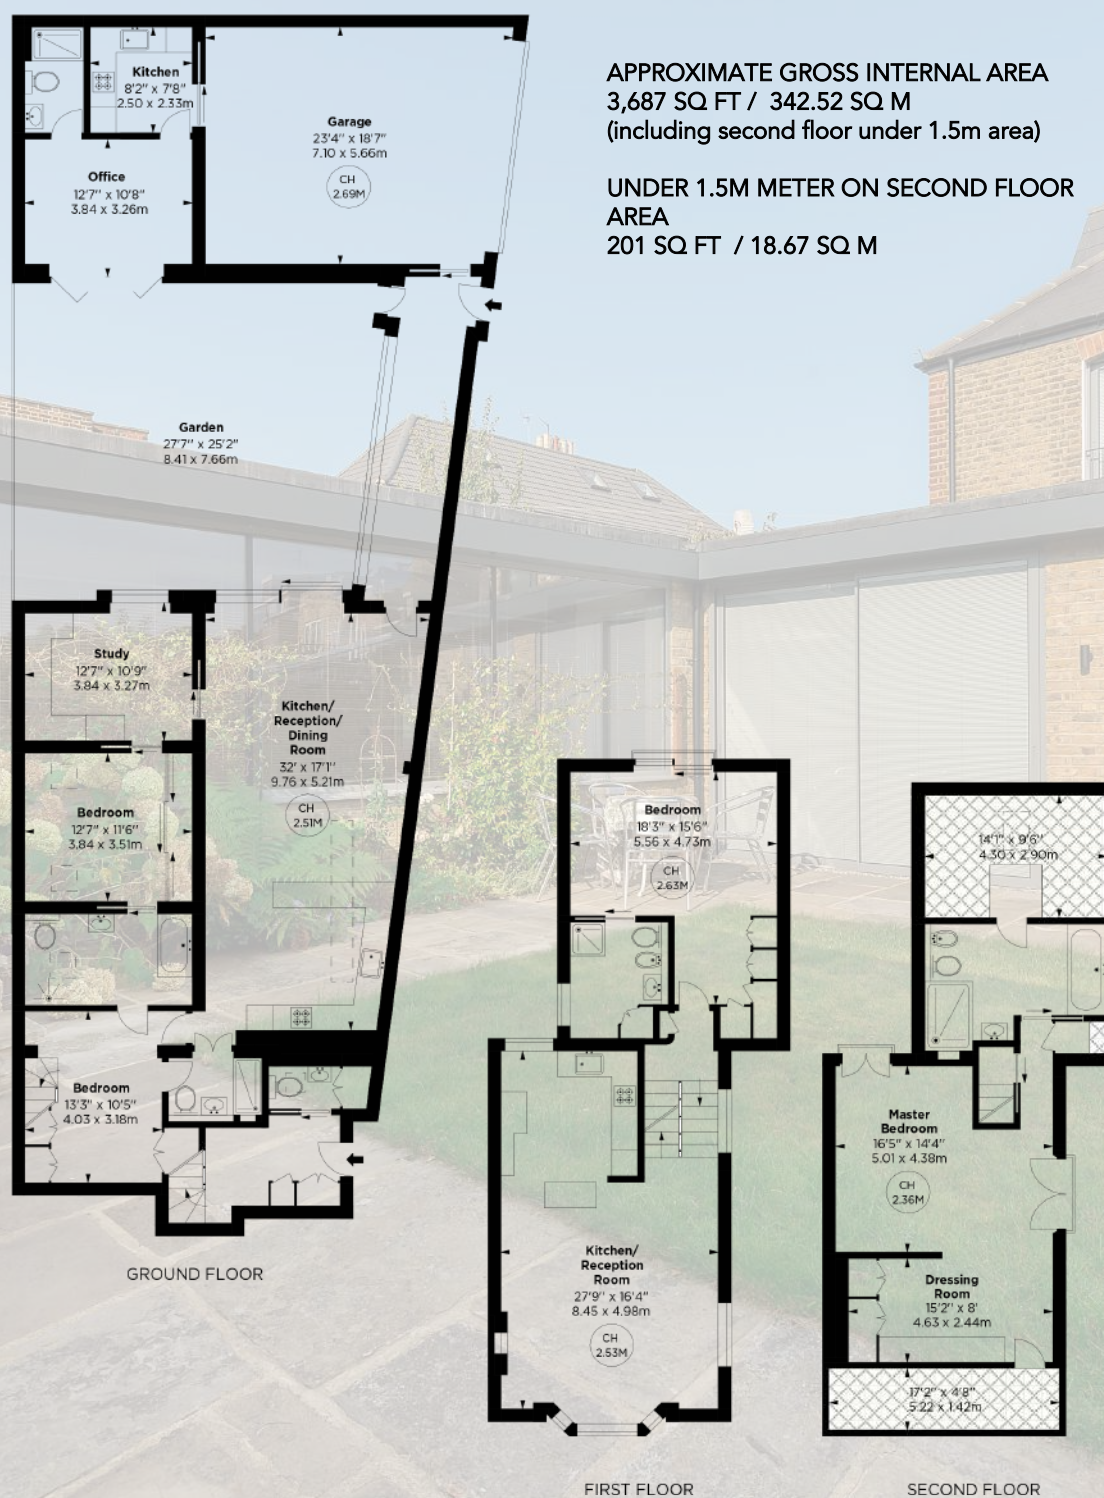 APPROXIMATE GROSS INTERNAL AREA
3,687 SQ FT / 342.52 SQ M
(including second floor under 1.5m area)
UNDER 1.5M METER ON SECOND FLOOR
AREA
201 SQ FT / 18.67 SQ M
Kitchen
8'2" x 7'8"
2.50 x 2.33m
Garage
23'4" x 18'7"
7.10 x 5.66m
CH
2.69M
Office
12'7" x 10'8"
3.84 x 3.26m
Garden
27'7" x 25'2"
8.41 x 7.66m
Study
12'7" x 10'9"
3.84 x 3.27m
Kitchen/
Reception/
Dining
Room
32' x 17'1"
9.76 x 5.21m
CH
2.51M
Bedroom
12'7" x 11'6"
3.84 x 3.51m
Bedroom
13'3" x 10'5"
4.03 x 3.18m
GROUND FLOOR
Bedroom
18'3" x 15'6"
5.56 x 4.73m
CH
2.63M
Kitchen/
Reception
Room
27'9" x 16'4"
8.45 x 4.98m
CH
2.53M
FIRST FLOOR
14'1" x 9'6"
4.30 x 2.90m
Master
Bedroom
16'5" x 14'4"
5.01 x 4.38m
CH
2.36M
Dressing
Room
15'2" x 8'
4.63 x 2.44m
17'2" x 4'8"
5.22 x 1.42m
SECOND FLOOR